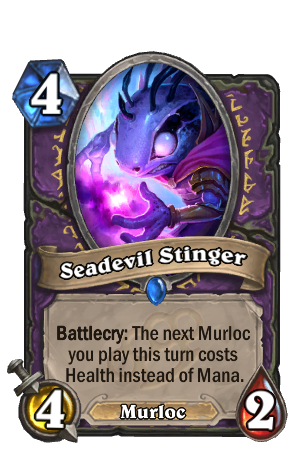 4
Seadevil Stinger
Battlecry: The next Murloc
you play this turn costs
Health instead of Mana.
4
Murloc
2